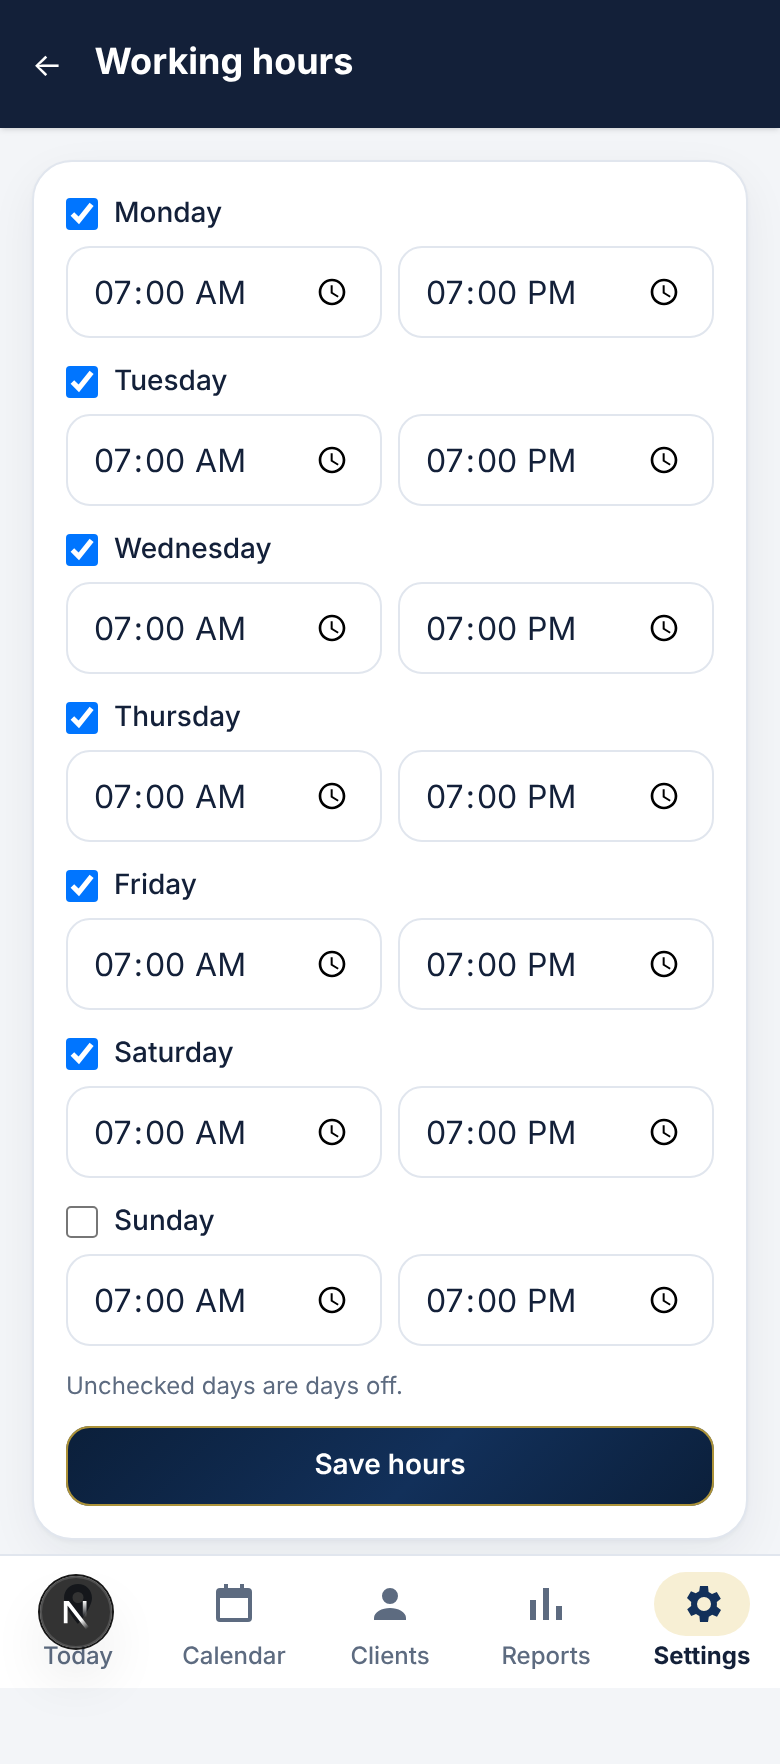 Working hours
Monday
07:00 AM 07:00 PM
Tuesday
07:00 AM 07:00 PM
Wednesday
07:00 AM 07:00 PM
Thursday
07:00 AM 07:00 PM
Friday
07:00 AM 07:00 PM
Saturday
07:00 AM 07:00 PM
Sunday
07:00 AM 07:00 PM
Unchecked days are days off.
Save hours
N
Today Calendar Clients Reports Settings